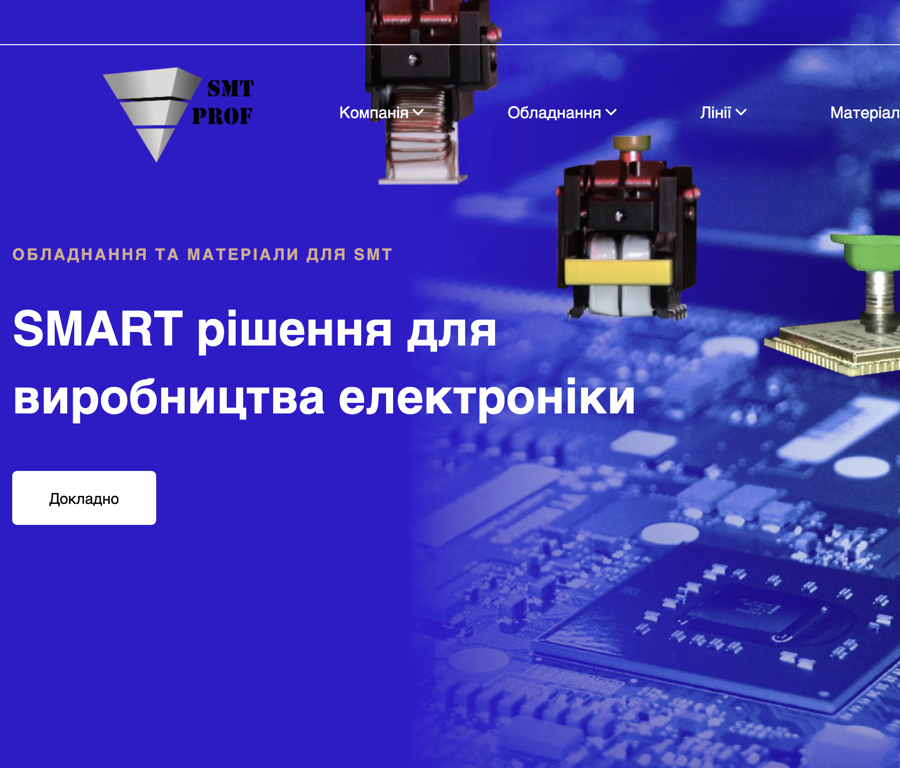 SMT
PROF
Компанія
Обладнання
Лінії
Матеріал
ОБЛАДНАННЯ ТА МАТЕРІАЛИ ДЛЯ SMT
SMART рішення для
виробництва електроніки
Докладно